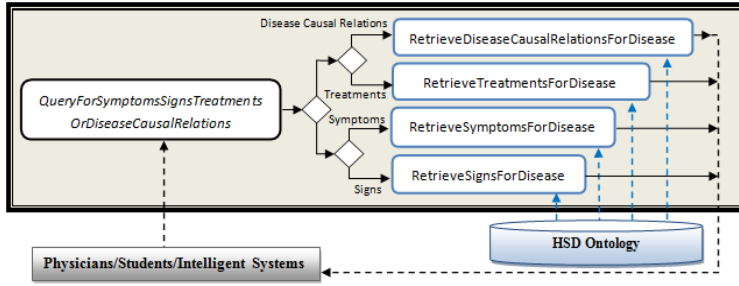 Disease Causal Relations
RetrieveDiseaseCausalRelationsForDisease
QueryForSymptomsSignsTreatments
OrDiseaseCausalRelations
Treatments
RetrieveTreatmentsForDisease
Symptoms
RetrieveSymptomsForDisease
Signs
RetrieveSignsForDisease
HSD Ontology
Physicians/Students/Intelligent Systems